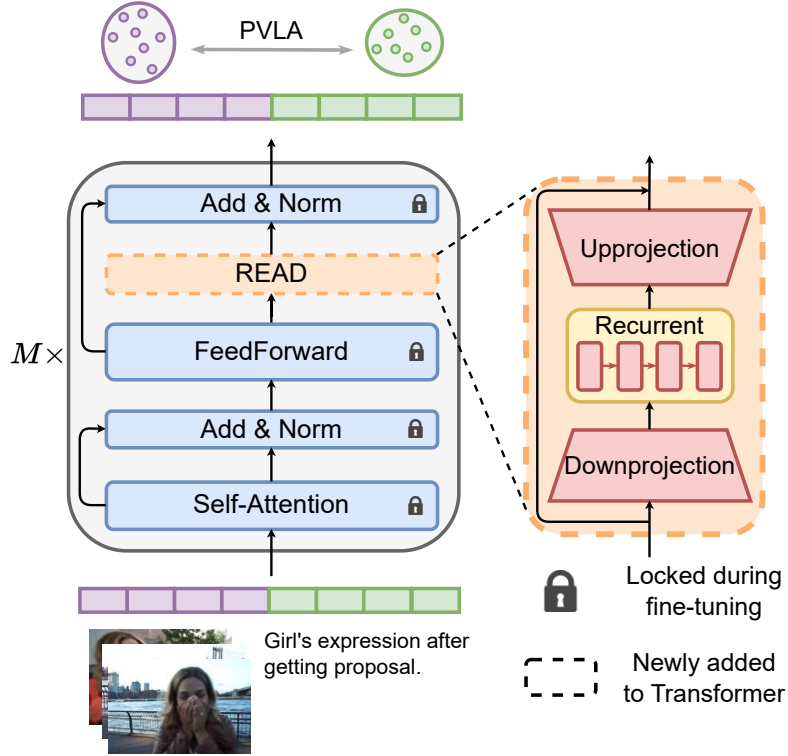 PVLA
Add & Norm
READ
FeedForward
M×
Add & Norm
Self-Attention
Girl's expression after
getting proposal.
Upprojection
Recurrent
Downprojection
Locked during
fine-tuning
Newly added
to Transformer